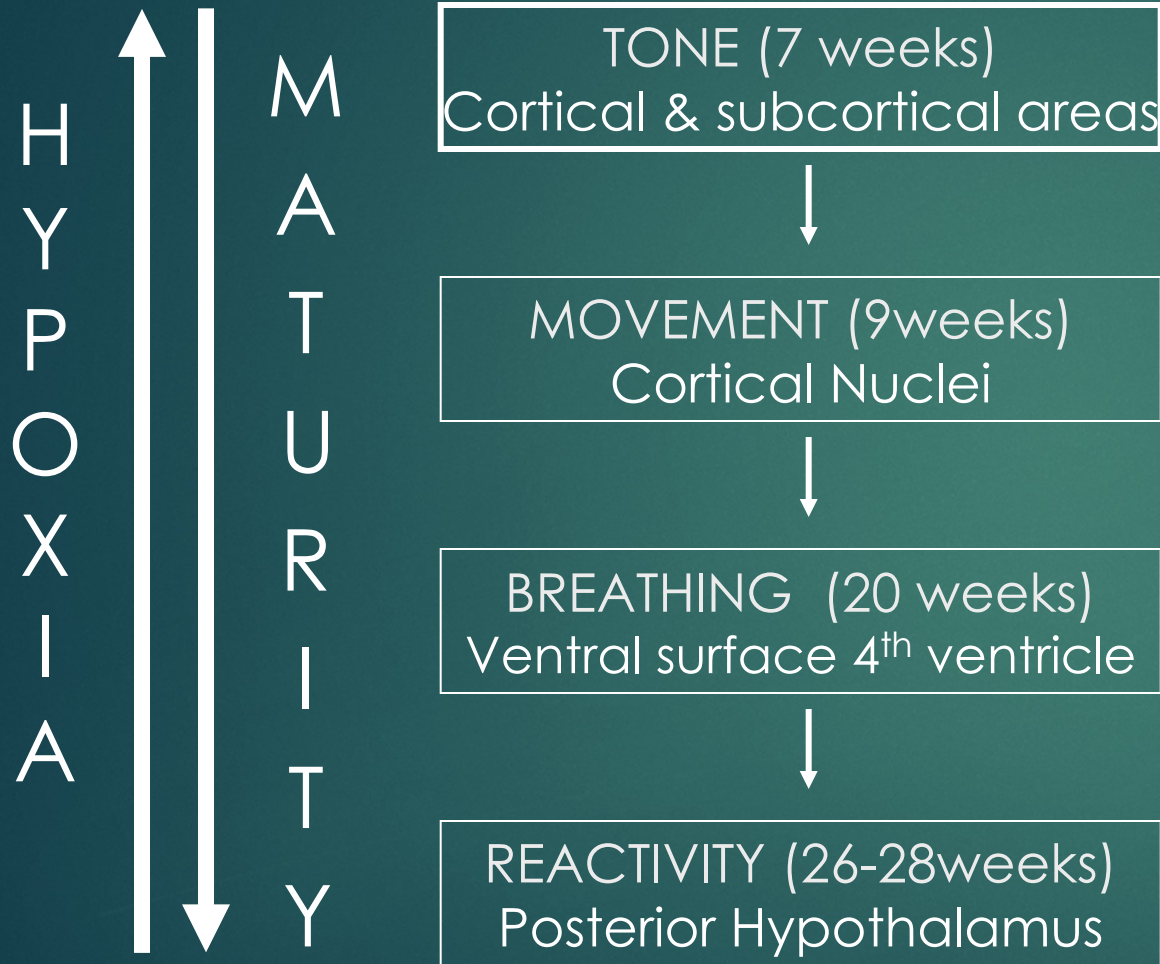 HYPOXIA
MATURITY
TONE (7 weeks)
Cortical & subcortical areas
MOVEMENT (9weeks)
Cortical Nuclei
BREATHING (20 weeks)
Ventral surface 4th ventricle
REACTIVITY (26-28weeks)
Posterior Hypothalamus